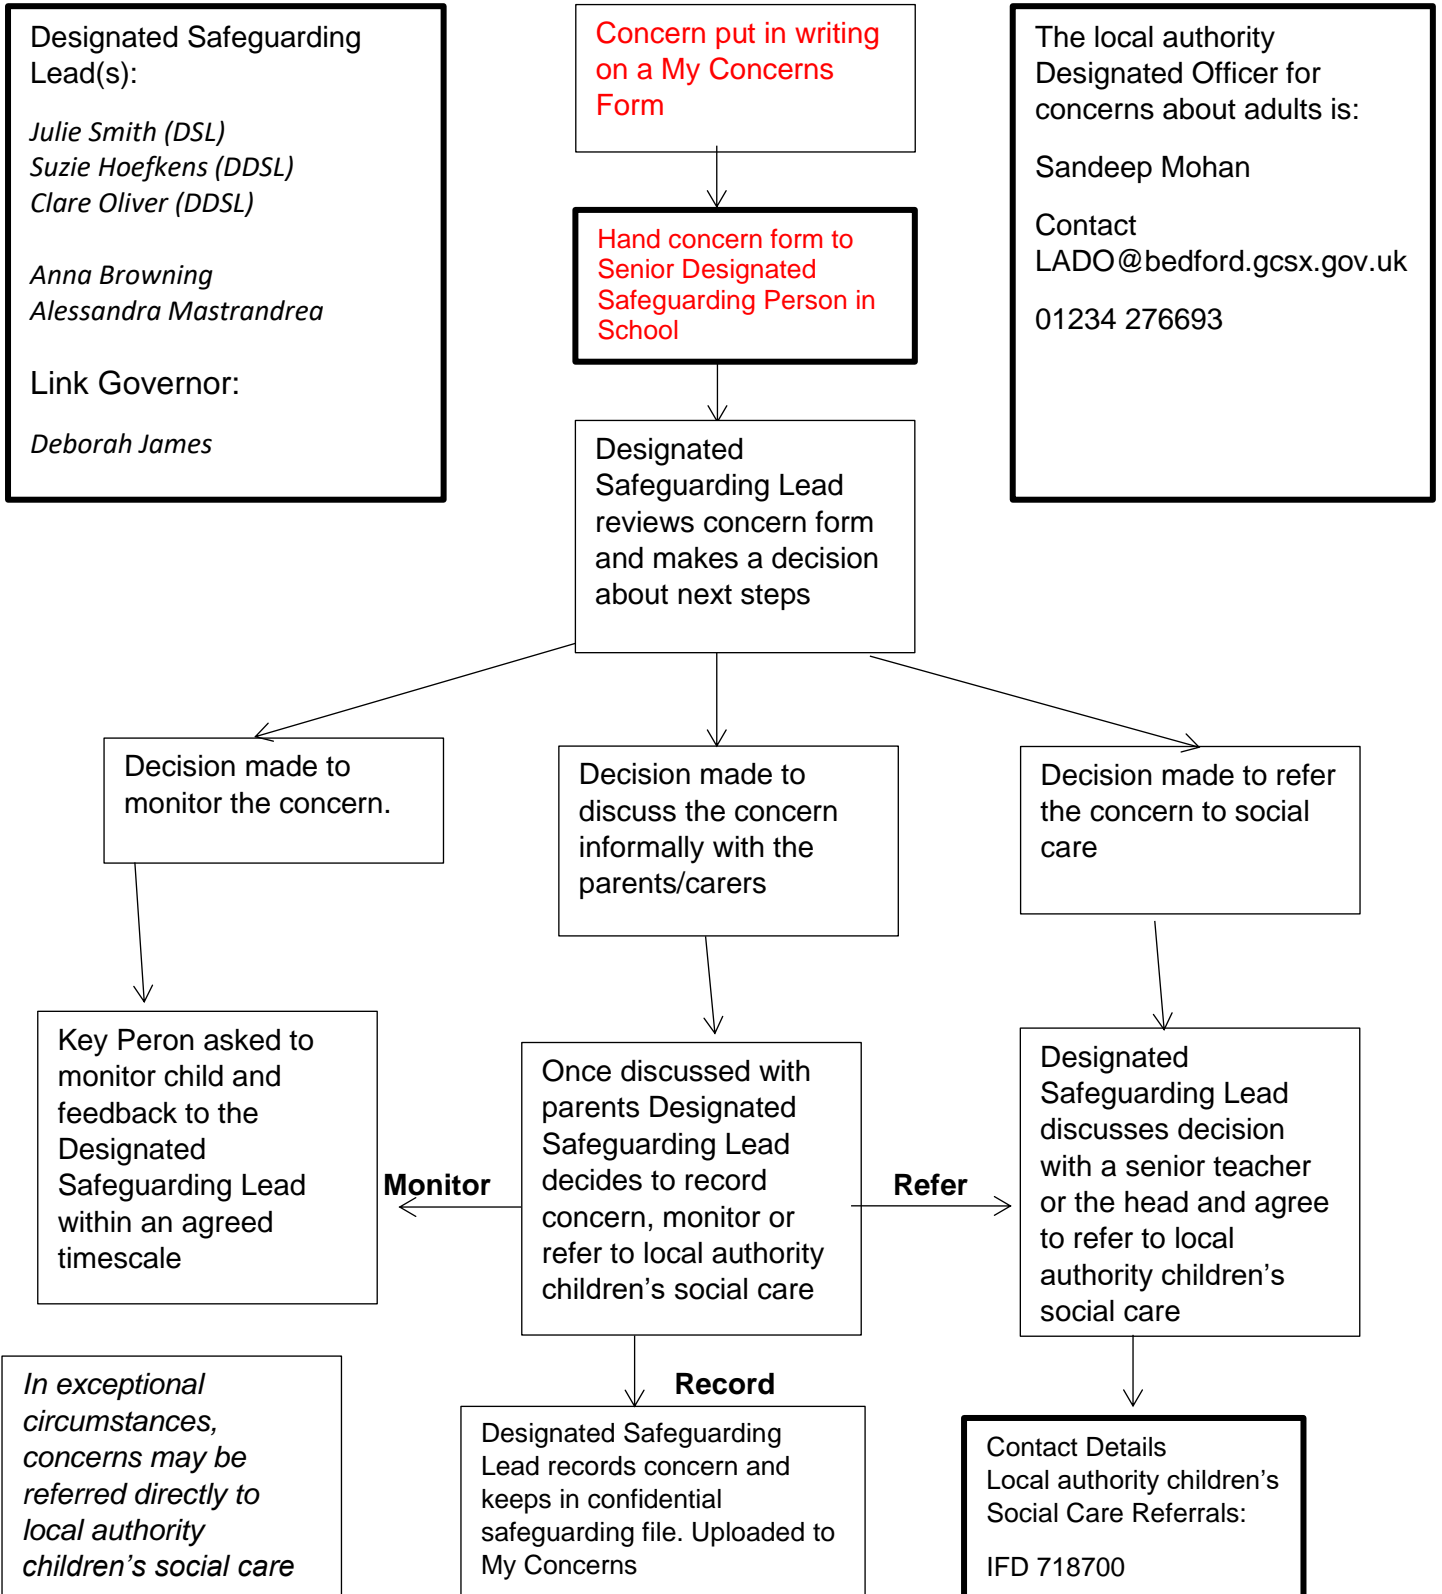 Designated Safeguarding
Lead(s):
Julie Smith (DSL)
Suzie Hoefkens (DDSL)
Clare Oliver (DDSL)
Anna Browning
Alessandra Mastrandrea
Link Governor:
Deborah James
Concern put in writing
on a My Concerns
Form
The local authority
Designated Officer for
concerns about adults is:
Sandeep Mohan
Contact
LADO@bedford.gcsx.gov.uk
01234 276693
Hand concern form to
Senior Designated
Safeguarding Person in
School
Designated
Safeguarding Lead
reviews concern form
and makes a decision
about next steps
Decision made to
monitor the concern.
Decision made to
discuss the concern
informally with the
parents/carers
Decision made to refer
the concern to social
care
Key Peron asked to
monitor child and
feedback to the
Designated
Safeguarding Lead
within an agreed
timescale
Monitor
Once discussed with
parents Designated
Safeguarding Lead
decides to record
concern, monitor or
refer to local authority
children’s social care
Refer
Designated
Safeguarding Lead
discusses decision
with a senior teacher
or the head and agree
to refer to local
authority children’s
social care
In exceptional
circumstances,
concerns may be
referred directly to
local authority
children’s social care
Record
Designated Safeguarding
Lead records concern and
keeps in confidential
safeguarding file. Uploaded to
My Concerns
Contact Details
Local authority children’s
Social Care Referrals:
IFD 718700